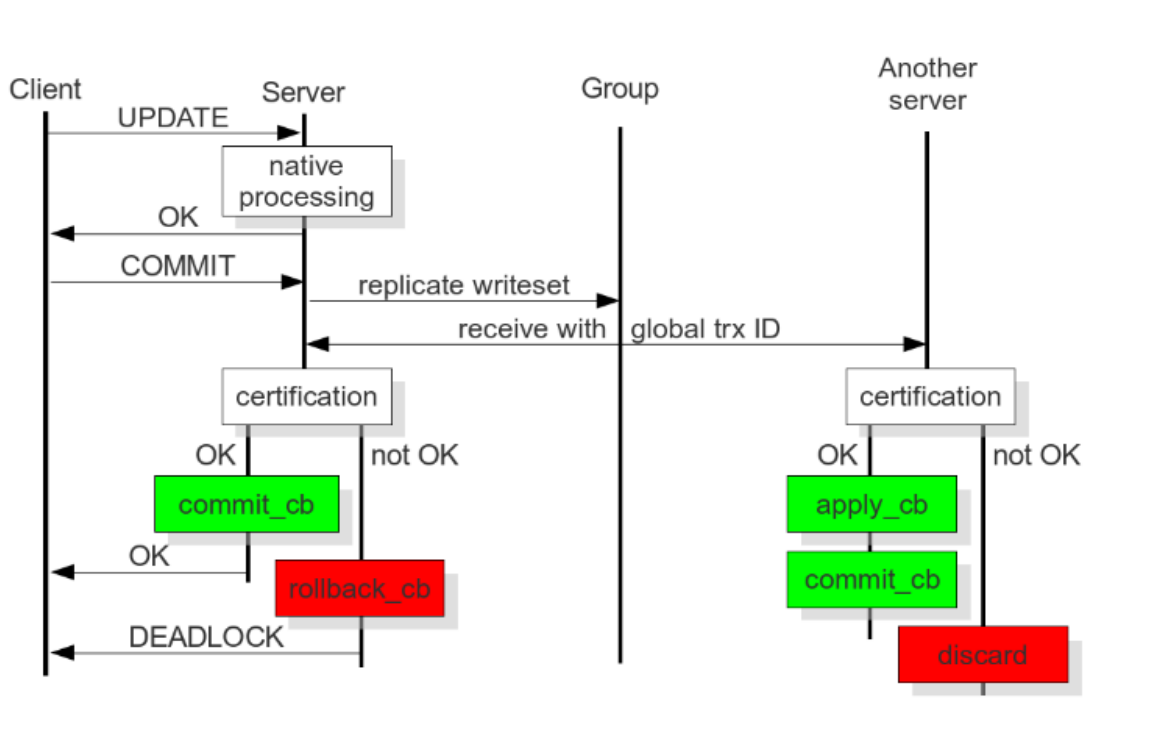 Client
Server
Group
Another
server
UPDATE
native
processing
OK
COMMIT
replicate writeset
receive with global trx ID
certification
certification
OK
not OK
OK
not OK
commit_cb
apply_cb
OK
rollback_cb
commit_cb
DEADLOCK
discard